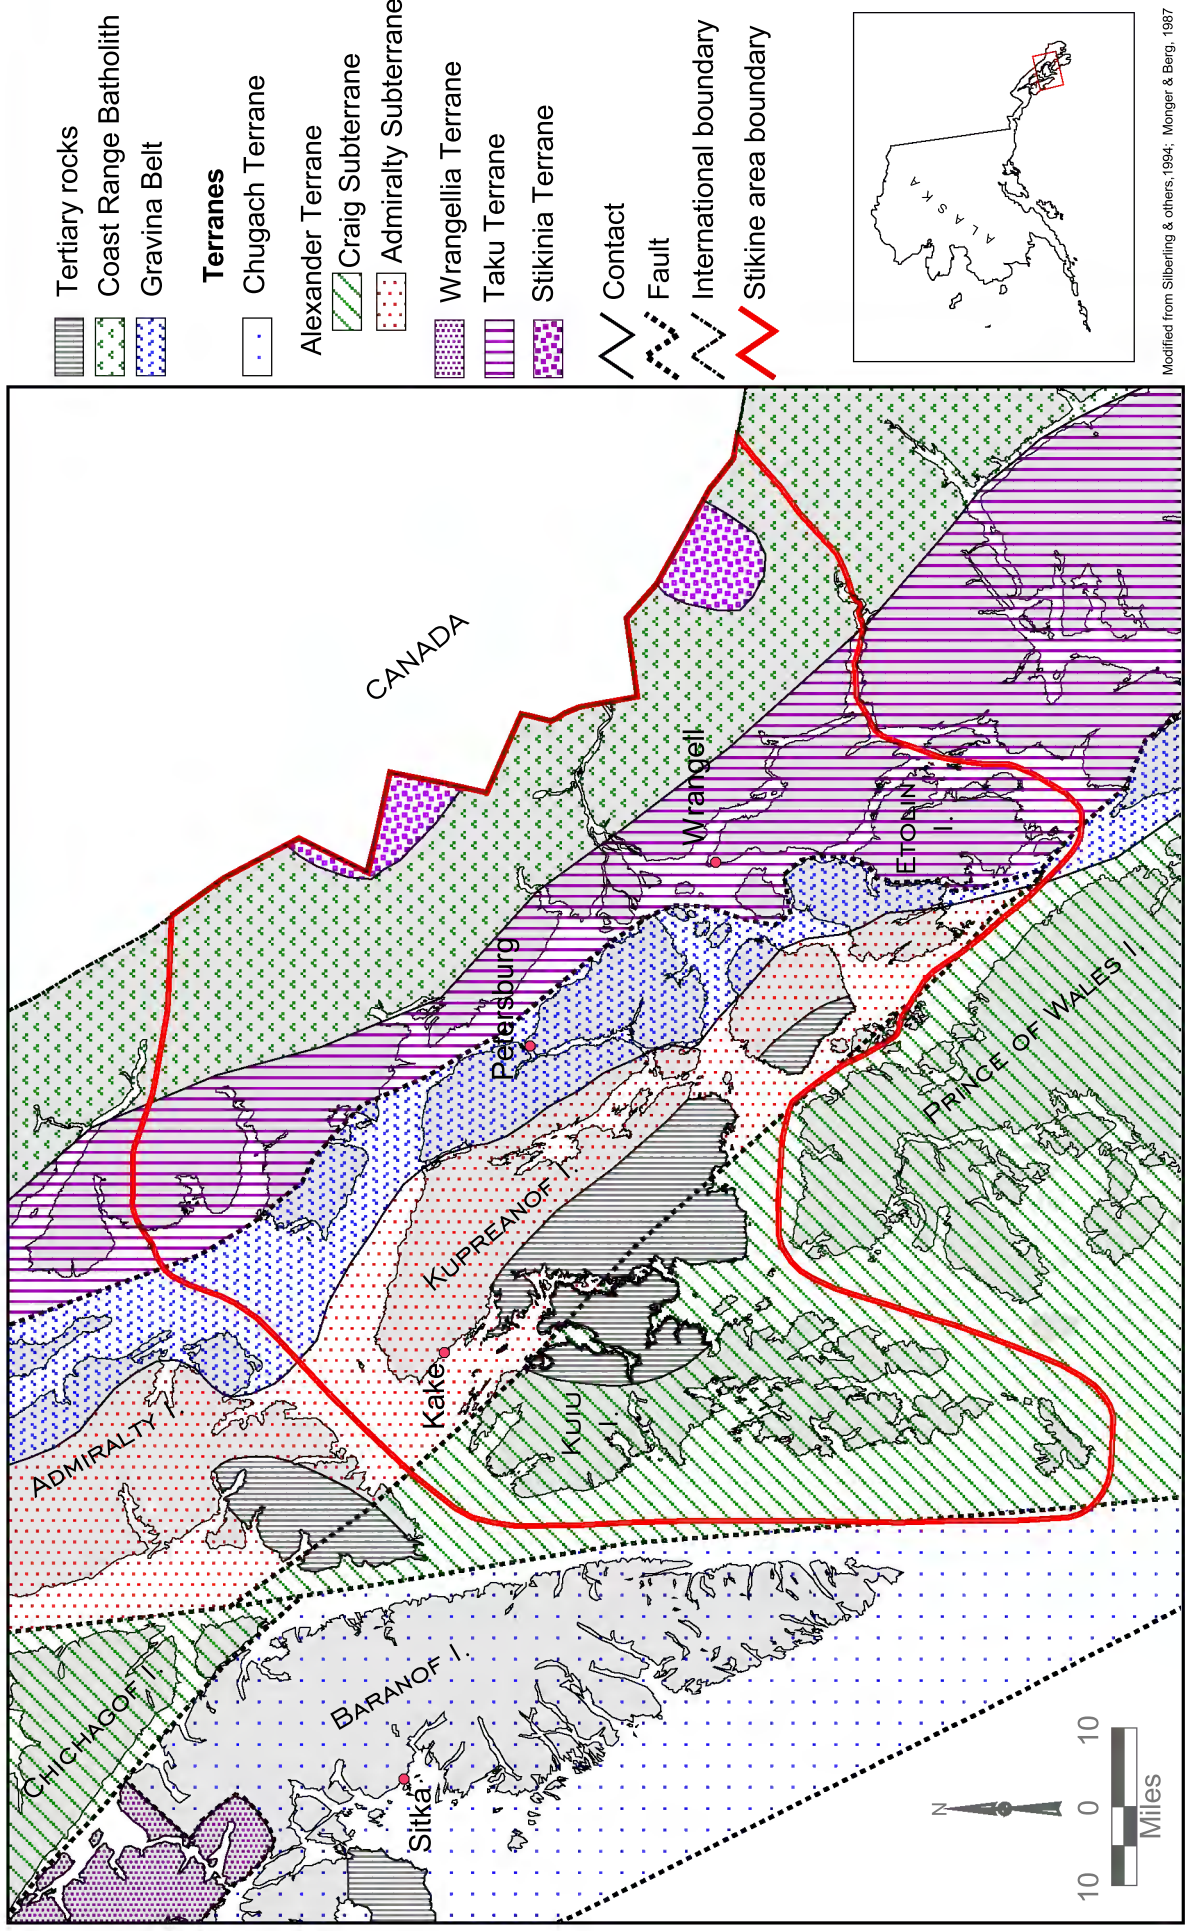 Tertiary rocks
Coast Range Batholith
Gravina Belt
Terranes
Chugach Terrane
Alexander Terrane
Craig Subterrane
Admiralty Subterrane
Wrangellia Terrane
Taku Terrane
Stikinia Terrane
Contact
Fault
International boundary
Stikine area boundary
ALASKA
Modified from Silberling & others,1994; Monger & Berg, 1987
CANADA
Wrangell
ETOLIN
I.
Petersburg
PRINCE OF WALES I.
KUPREANOF I.
Kake
KUIU
I.
ADMIRALTY I
CHICHAGOF I.
BARANOF I.
Sitka
N
10 0 10
Miles